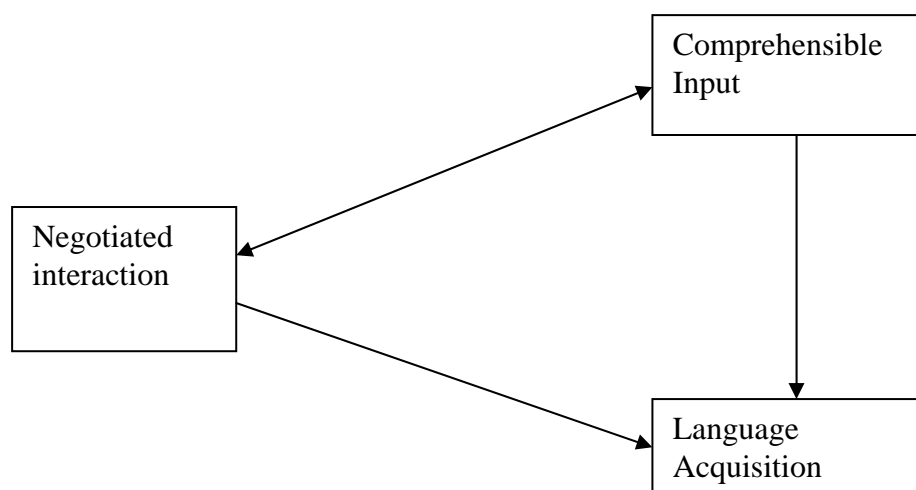 Comprehensible
Input
Negotiated
interaction
Language
Acquisition